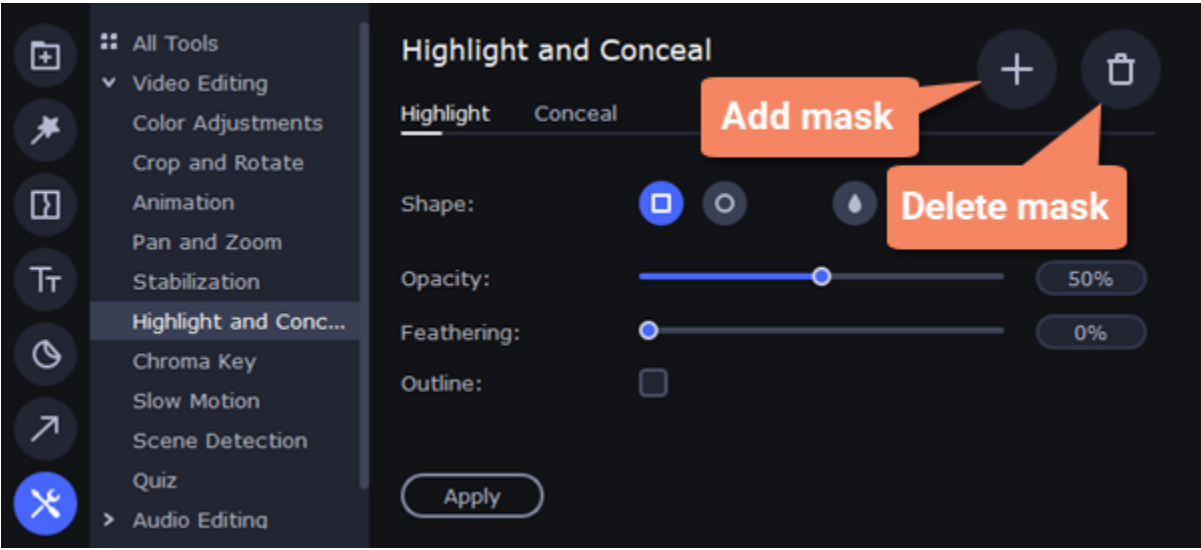 All Tools
Video Editing
Color Adjustments
Crop and Rotate
Animation
Pan and Zoom
Stabilization
Highlight and Conc...
Chroma Key
Slow Motion
Scene Detection
Quiz
Audio Editing
TT
Highlight and Conceal
Highlight Conceal
Add mask
Delete mask
Shape:
Opacity: 50%
Feathering: 0%
Outline:
Apply